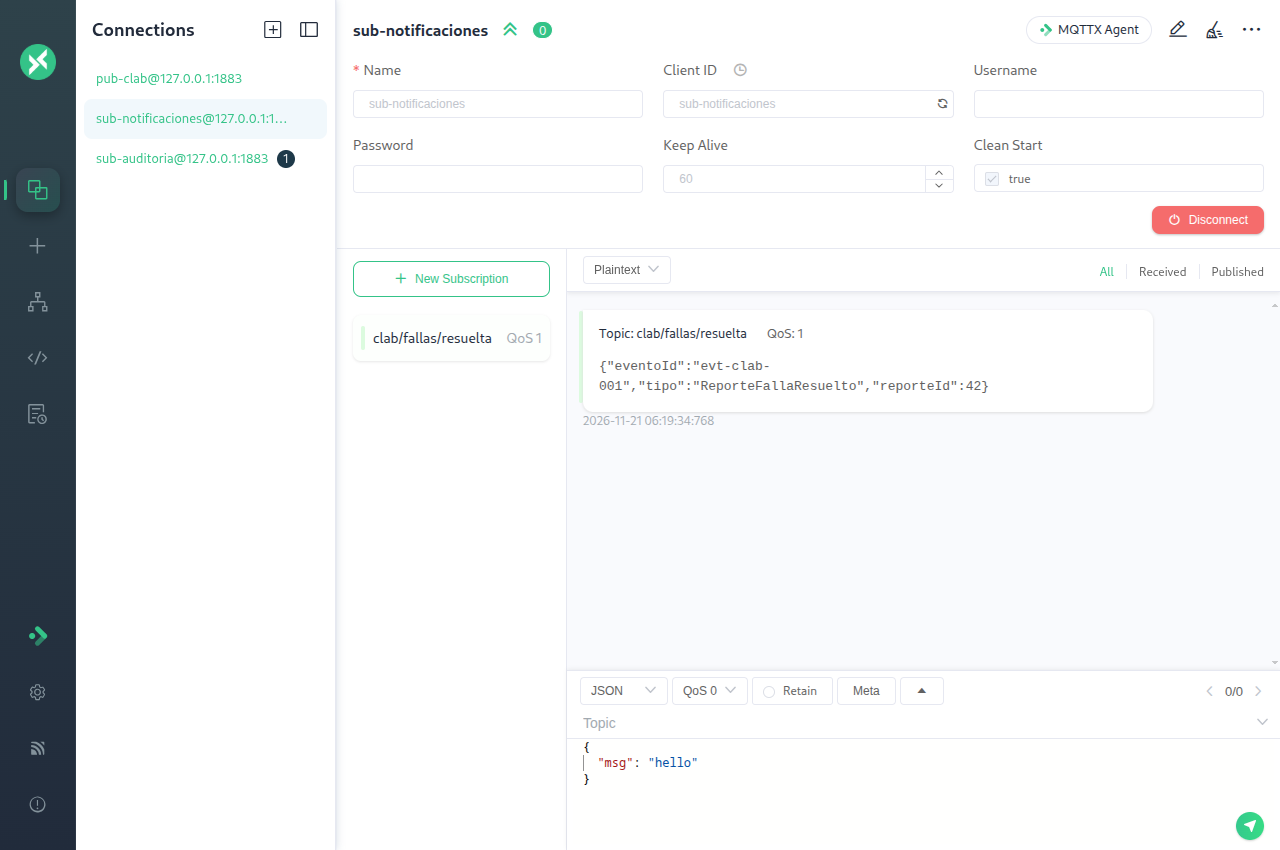 Connections
pub-clab@127.0.0.1:1883
sub-notificaciones@127.0.0.1:1...
sub-auditoria@127.0.0.1:1883 1
sub-notificaciones 0
MQTTX Agent
* Name
Client ID
Username
sub-notificaciones
sub-notificaciones
Password
Keep Alive
Clean Start
60
true
Disconnect
+ New Subscription
clab/fallas/resuelta QoS 1
Plaintext
All
Received
Published
Topic: clab/fallas/resuelta QoS: 1
{"eventoId":"evt-clab-
001","tipo":"ReporteFallaResuelto","reporteId":42}
2026-11-21 06:19:34:768
JSON
QoS 0
Retain
Meta
0/0
Topic
{
"msg": "hello"
}